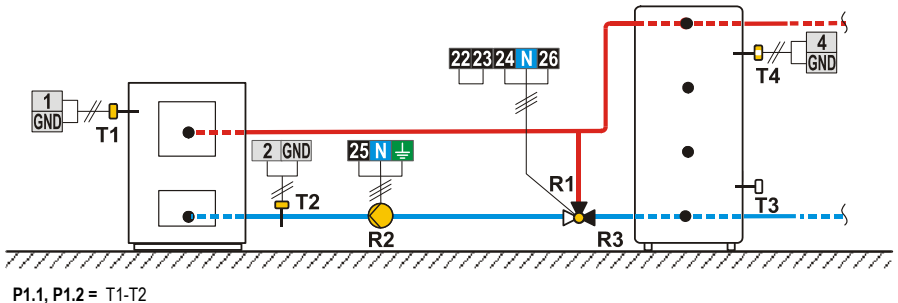 22 23 24 N 26
4
GND
T4
1
GND
T1
2 GND
25 N
R1
T2
T3
R2
R3
P1.1, P1.2 = T1-T2